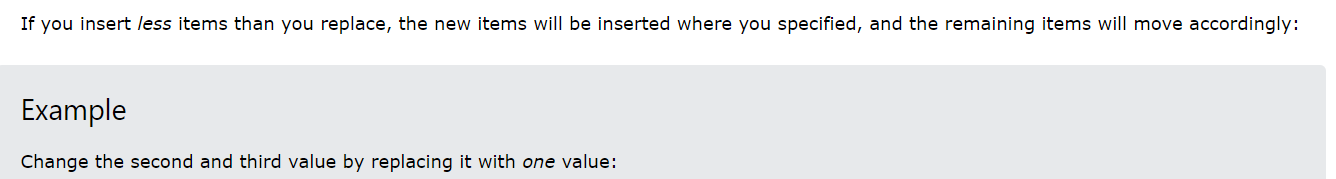 If you insert less items than you replace, the new items will be inserted where you specified, and the remaining items will move accordingly:
Example
Change the second and third value by replacing it with one value: